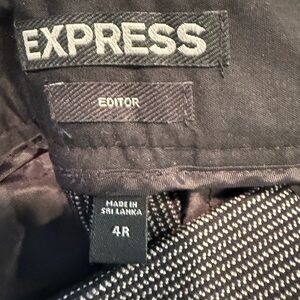 EXPRESS
EDITOR
MADE IN
SRI LANKA
4R